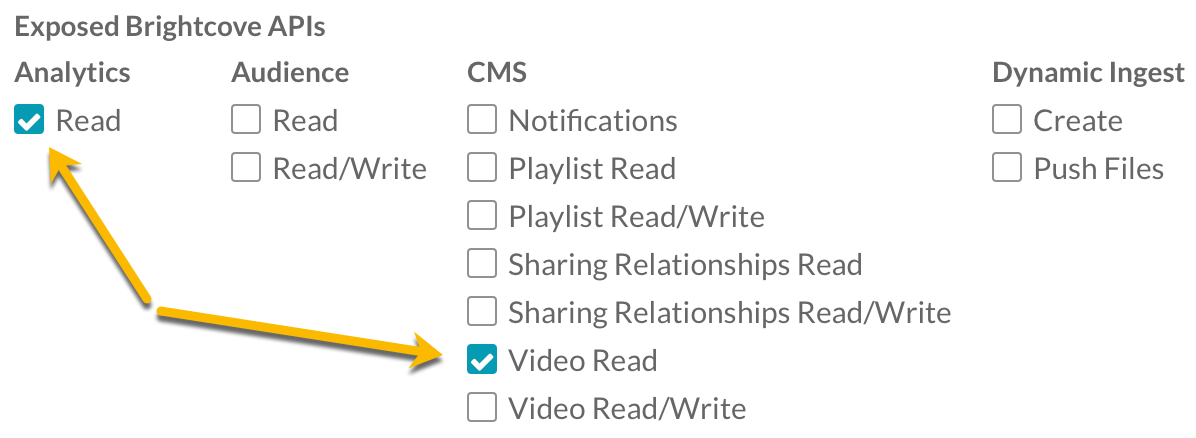 Exposed Brightcove APIs
Analytics
Read
Audience
Read
Read/Write
CMS
Notifications
Playlist Read
Playlist Read/Write
Sharing Relationships Read
Sharing Relationships Read/Write
Video Read
Video Read/Write
Dynamic Ingest
Create
Push Files